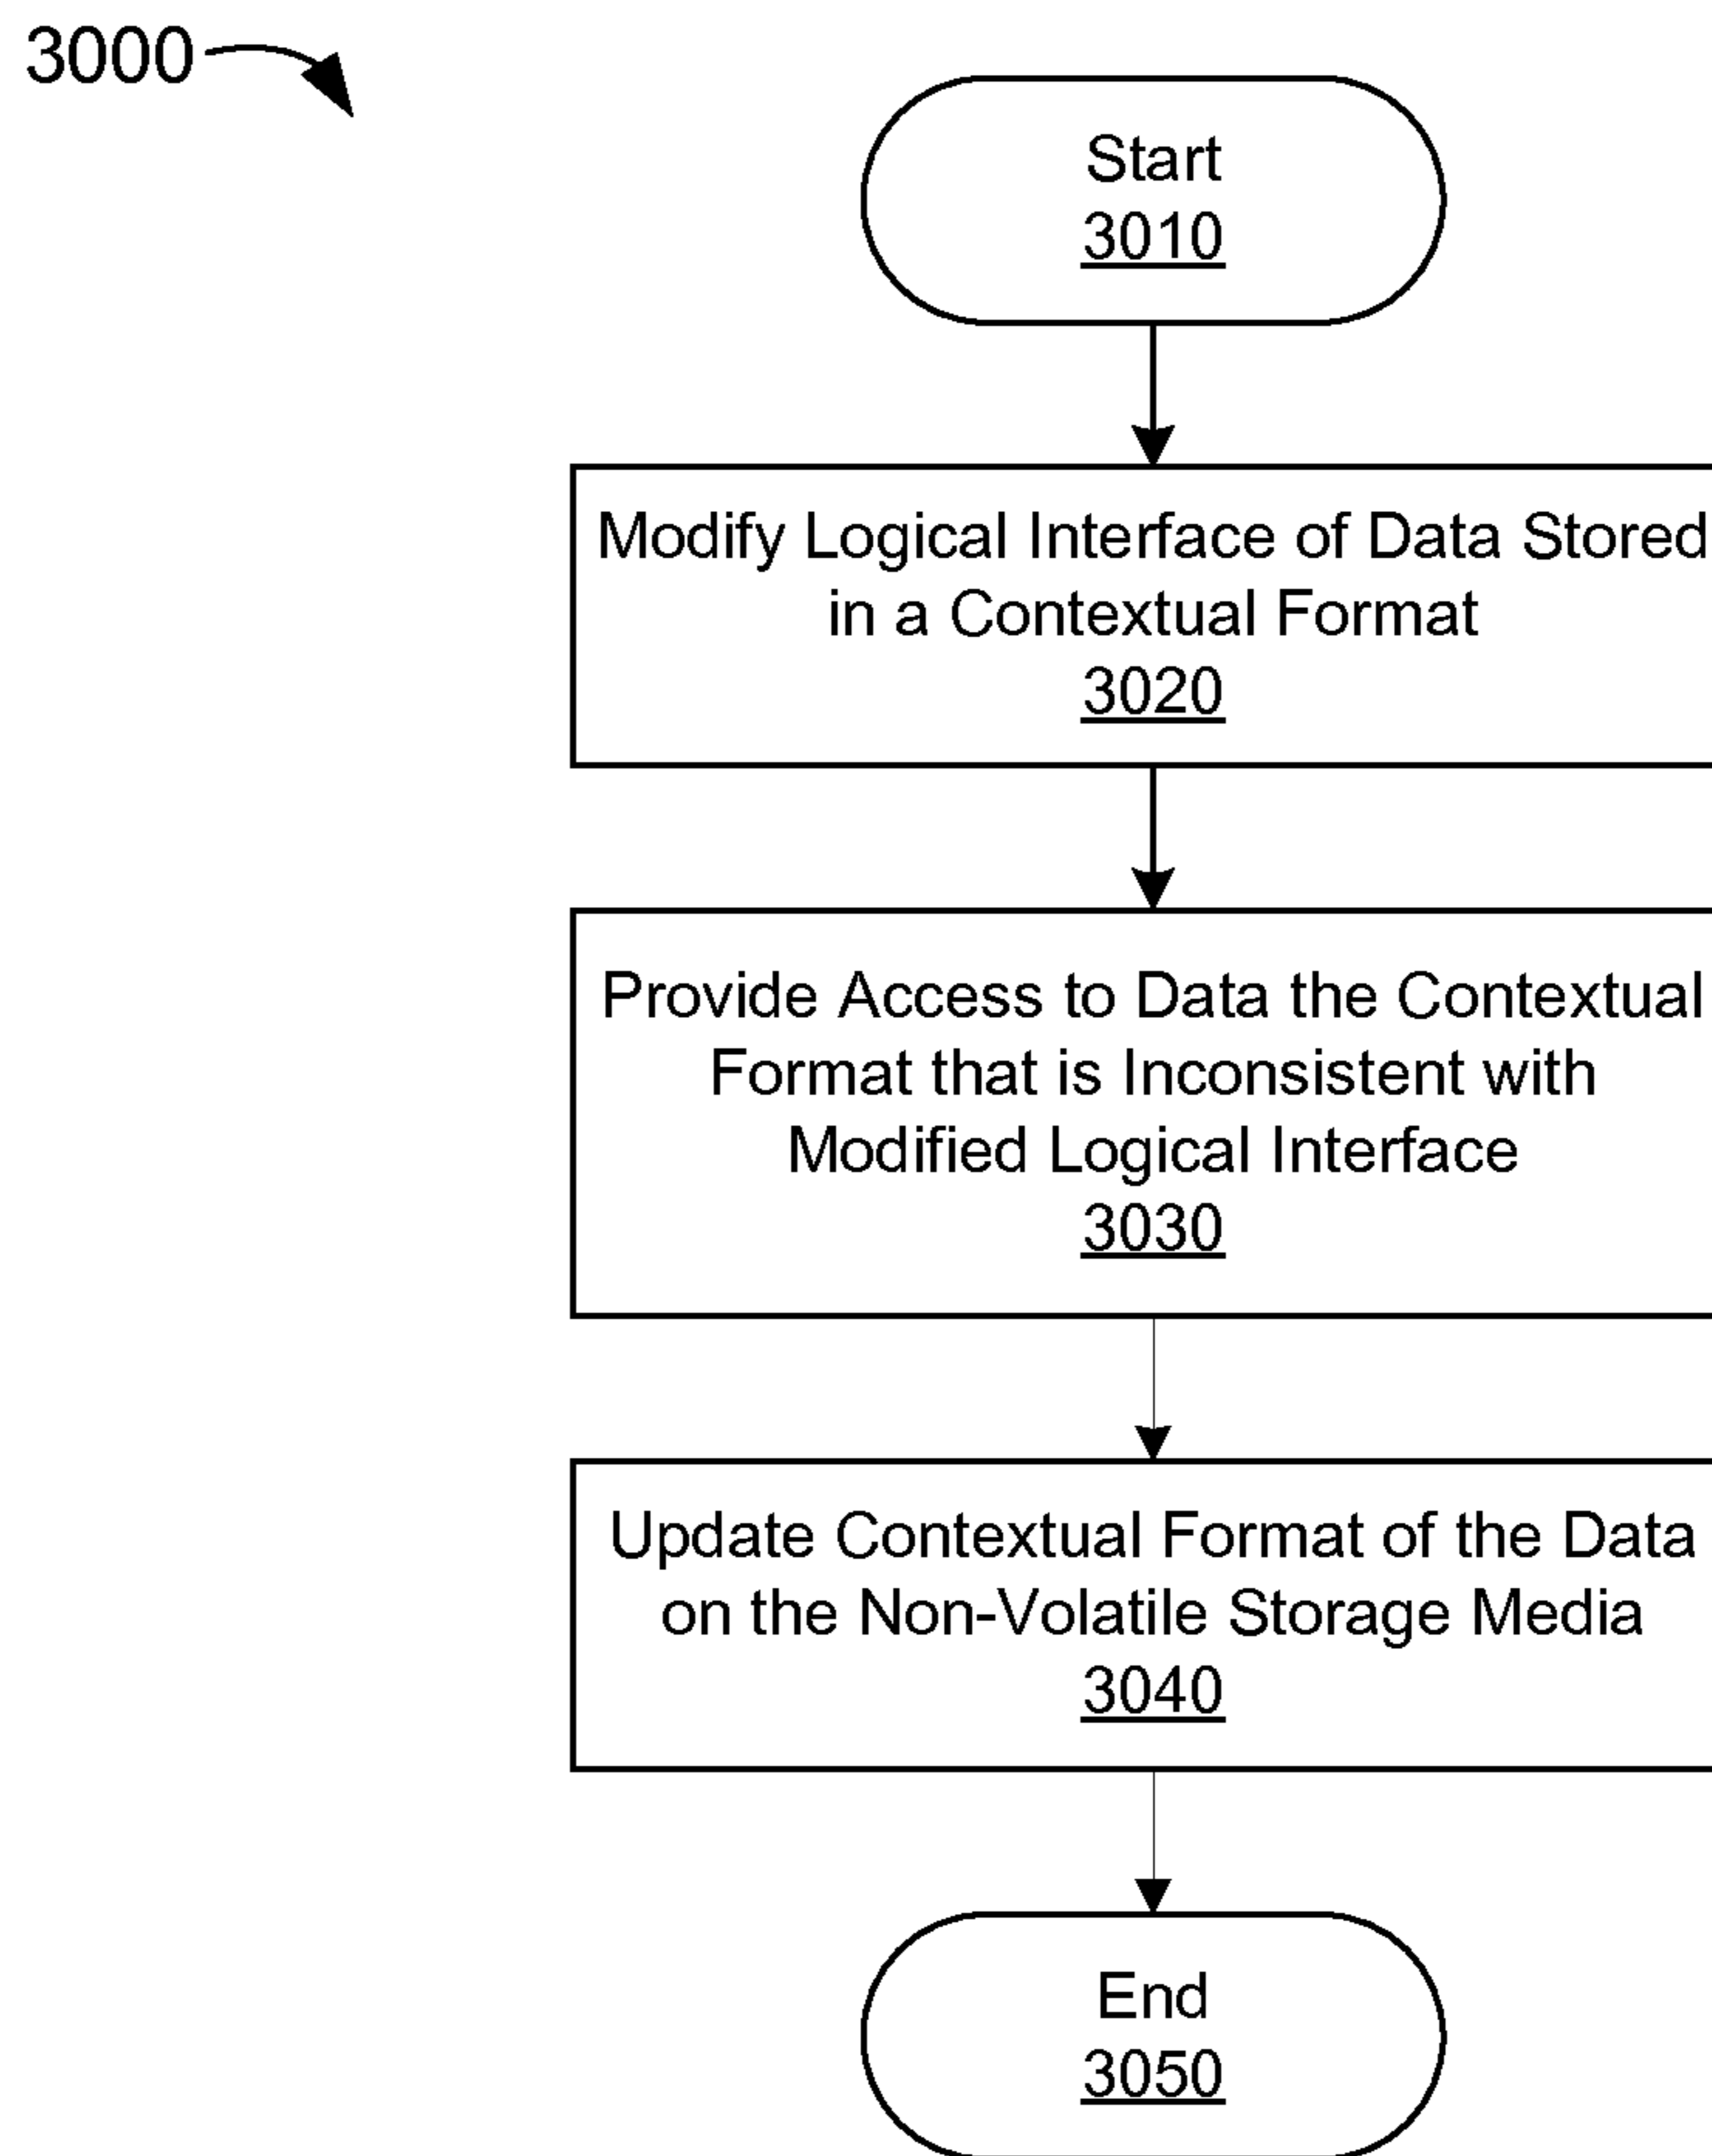 3000
Start
3010
Modify Logical Interface of Data Stored
in a Contextual Format
3020
Provide Access to Data the Contextual
Format that is Inconsistent with
Modified Logical Interface
3030
Update Contextual Format of the Data
on the Non-Volatile Storage Media
3040
End
3050